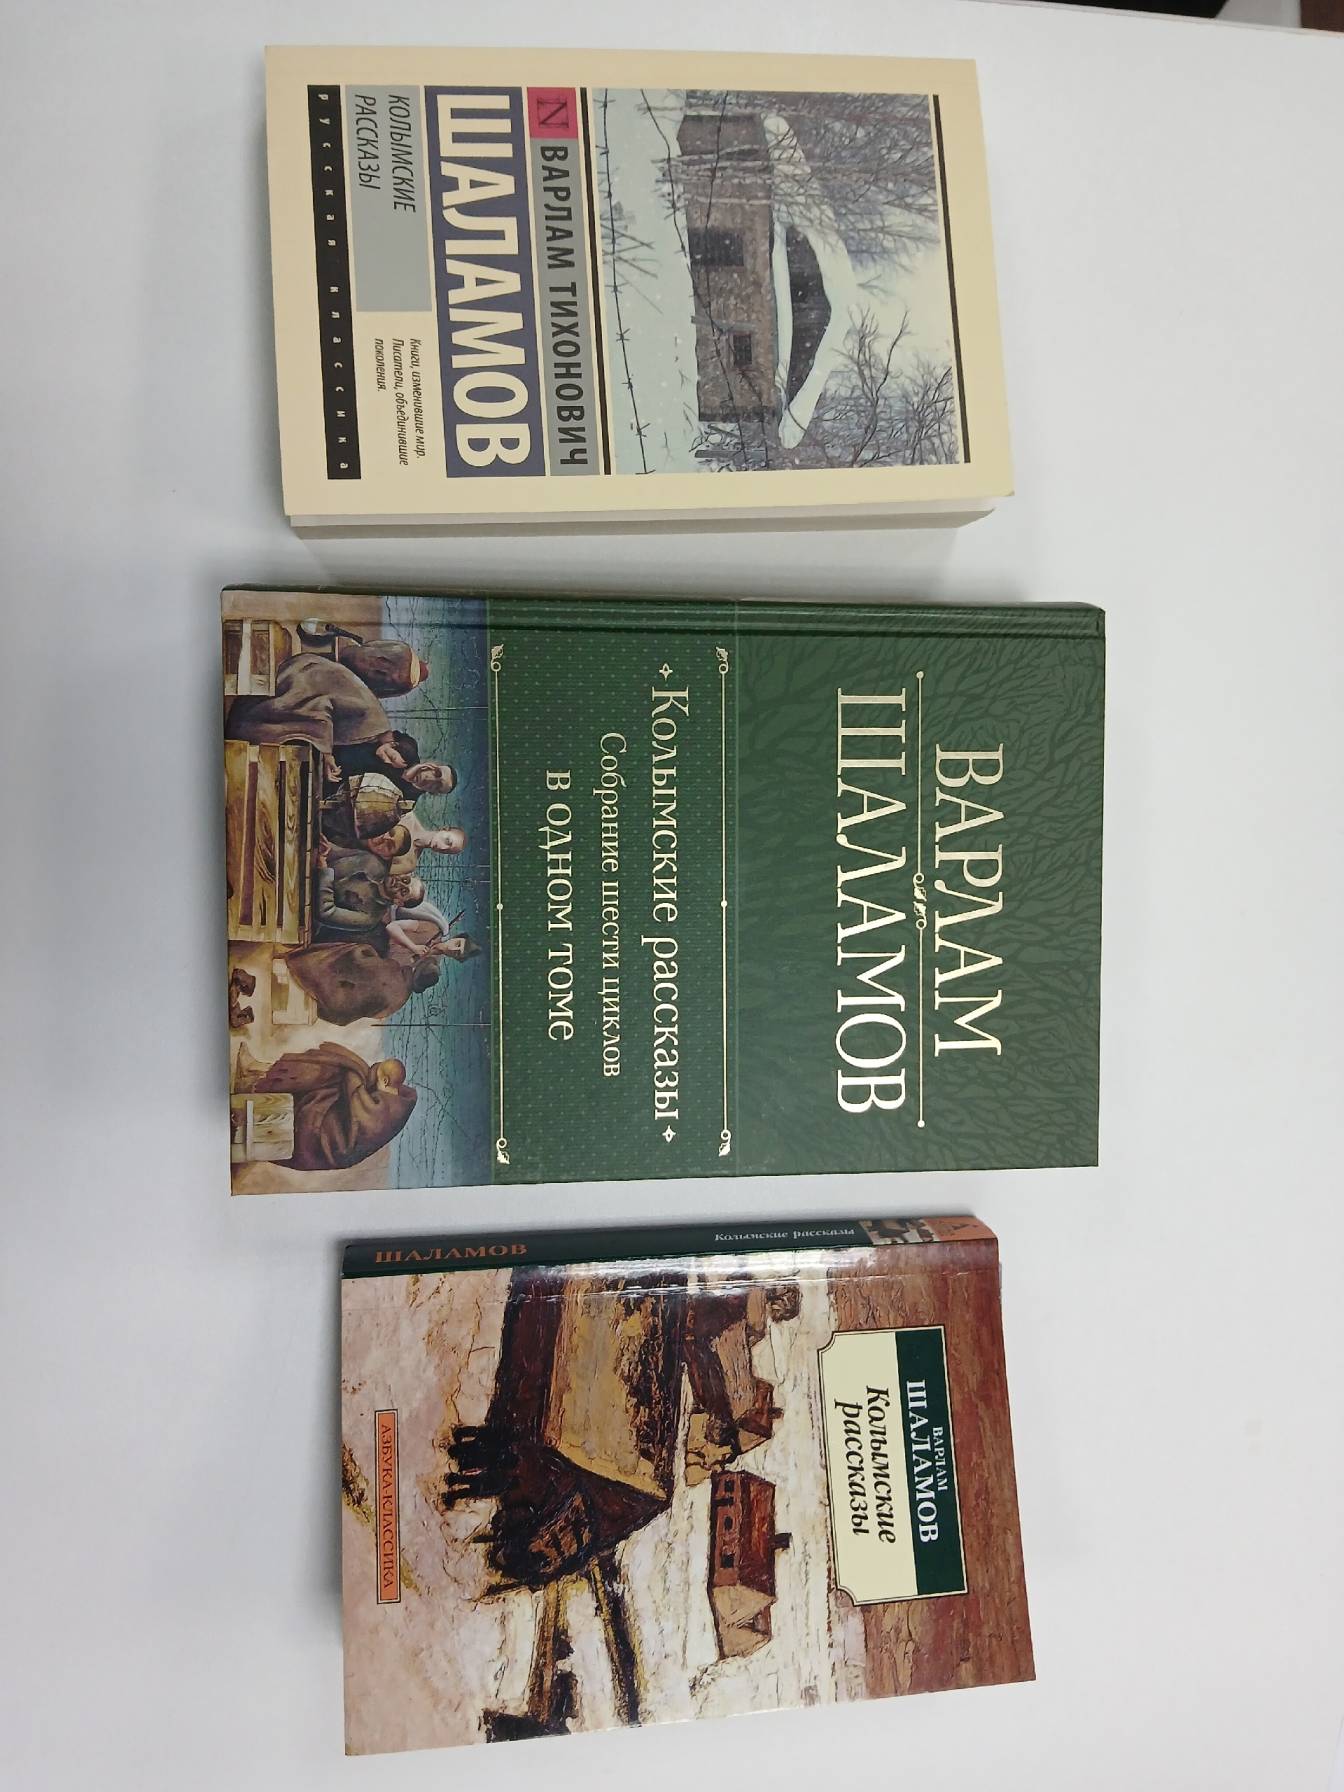 ВАРЛАМ
ШАЛАМОВ
Колымские
рассказы
АЗБУКА-КЛАССИКА
ШАЛАМОВ
Колымские рассказы
ВАРЛАМ
ШАЛАМОВ
Колымские рассказы
Собрание шести циклов
в одном томе
N ВАРЛАМ ТИХОНОВИЧ
ШАЛАМОВ
КОЛЫМСКИЕ
РАССКАЗЫ
Книги, изменившие мир.
Писатели, объединившие
поколения.
русская классика